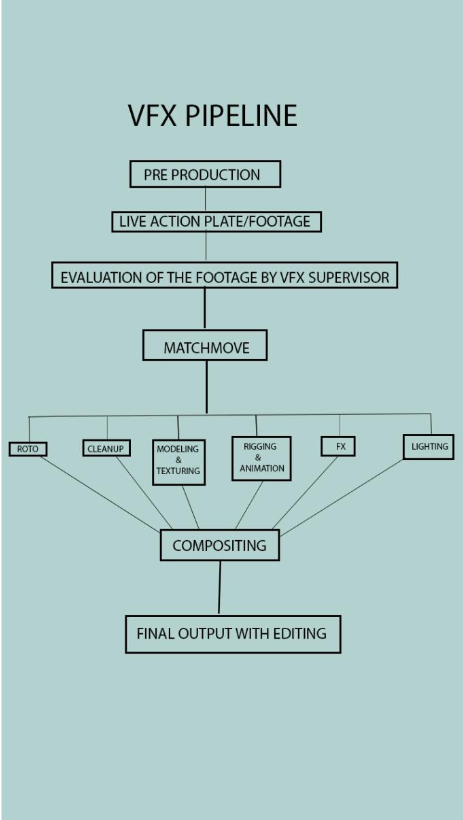 VFX PIPELINE
PRE PRODUCTION
LIVE ACTION PLATE/FOOTAGE
EVALUATION OF THE FOOTAGE BY VFX SUPERVISOR
MATCHMOVE
ROTO
CLEANUP
MODELING
&
TEXTURING
RIGGING
&
ANIMATION
FX
LIGHTING
COMPOSITING
FINAL OUTPUT WITH EDITING